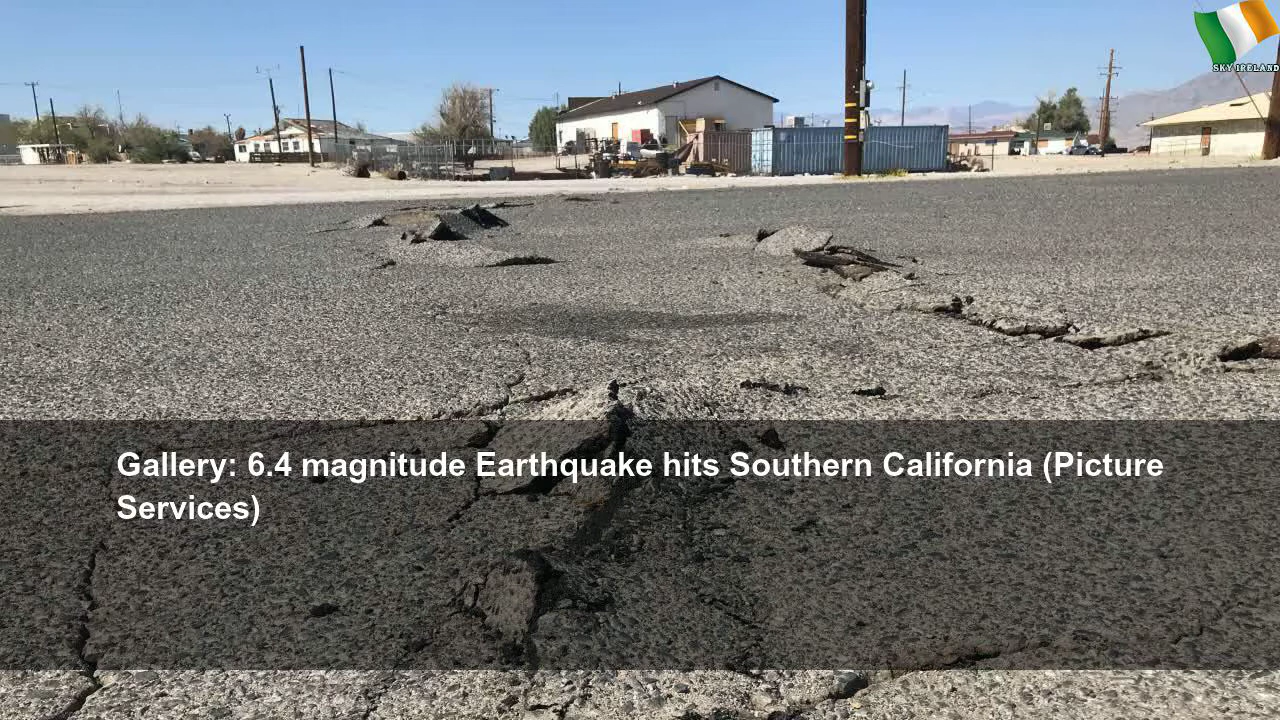 SKY IRELAND
Gallery: 6.4 magnitude Earthquake hits Southern California (Picture
Services)